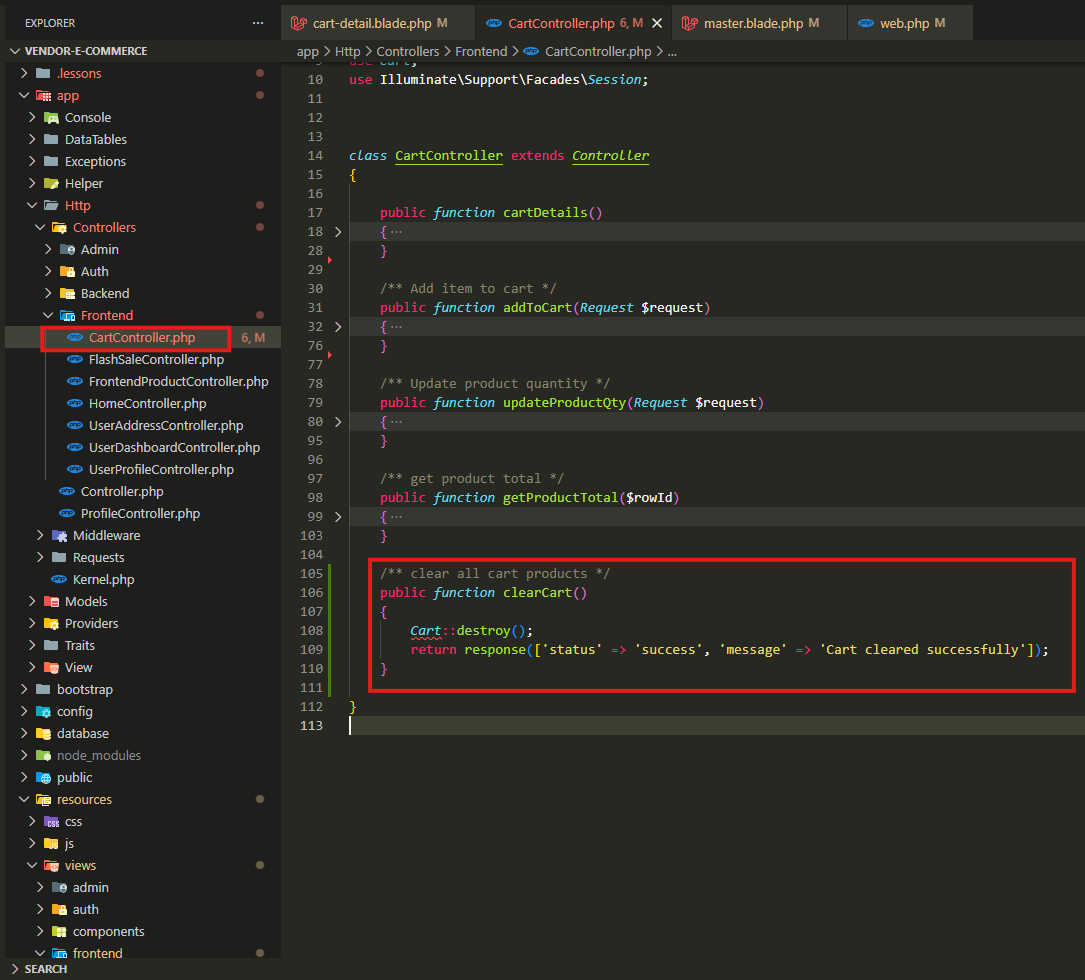 EXPLORER
...
VENDOR-E-COMMERCE
.lessons
app
Console
DataTables
Exceptions
Helper
Http
Controllers
Admin
Auth
Backend
Frontend
CartController.php 6, M
FlashSaleController.php
FrontendProductController.php
HomeController.php
UserAddressController.php
UserDashboardController.php
UserProfileController.php
Controller.php
ProfileController.php
Middleware
Requests
Kernel.php
Models
Providers
Traits
View
bootstrap
config
database
node_modules
public
resources
css
js
views
admin
auth
components
frontend
SEARCH
cart-detail.blade.php M
CartController.php 6, M
master.blade.php M
web.php M
app > Http > Controllers > Frontend > CartController.php > ...
9 use Cart;
10 use Illuminate\Support\Facades\Session;
11
12
13
14 class CartController extends Controller
15 {
16
17 public function cartDetails()
18 { ...
28 }
29
30 /** Add item to cart */
31 public function addToCart(Request $request)
32 { ...
76 }
77
78 /** Update product quantity */
79 public function updateProductQty(Request $request)
80 { ...
95 }
96
97 /** get product total */
98 public function getProductTotal($rowId)
99 { ...
103 }
104
105 /** clear all cart products */
106 public function clearCart()
107 {
108 Cart::destroy();
109 return response(['status' => 'success', 'message' => 'Cart cleared successfully']);
110 }
111
112 }
113